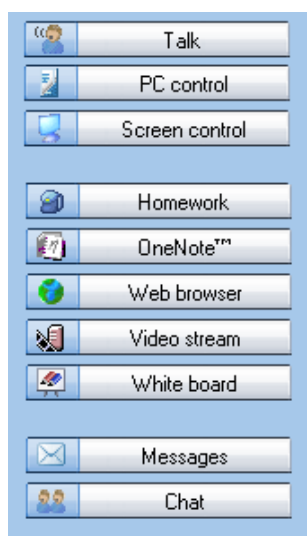 Talk
PC control
Screen control
Homework
OneNote™
Web browser
Video stream
White board
Messages
Chat